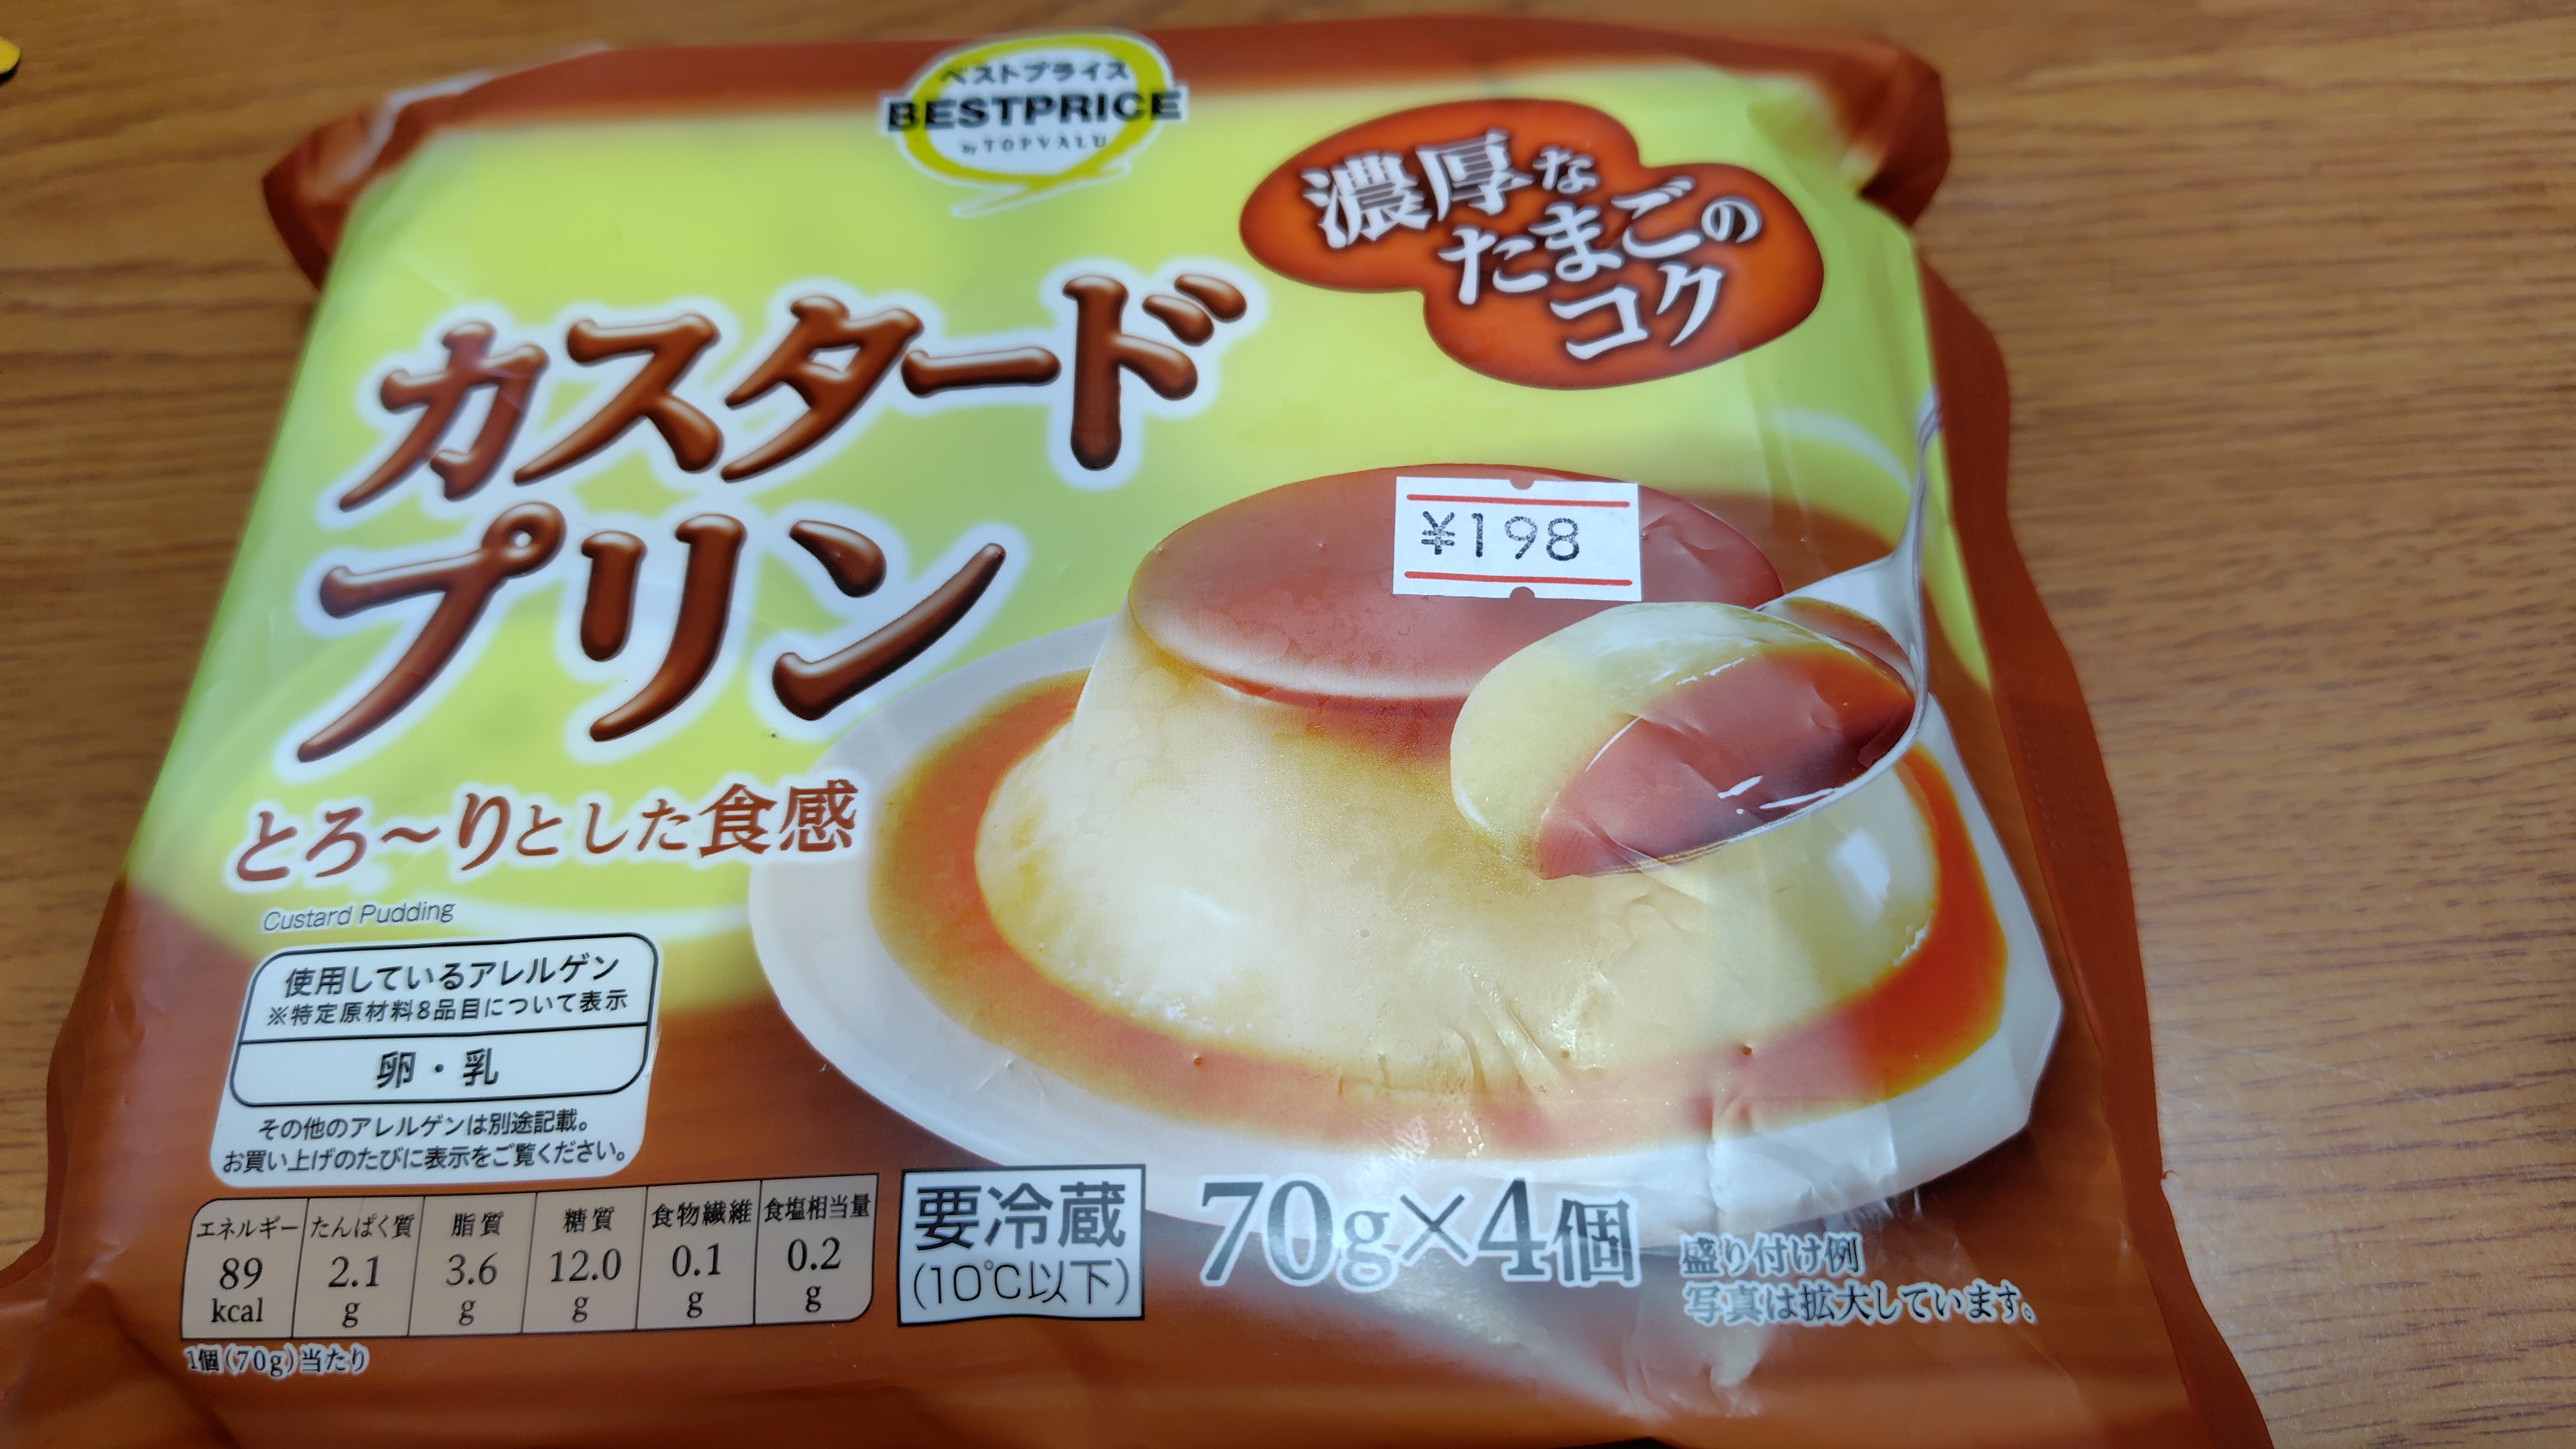 ベストプライス
BESTPRICE
by TOPVALU
濃厚な
たまごの
コク
カスタード
プリン
¥198
とろ〜りとした食感
Custard Pudding
使用しているアレルゲン
※特定原材料8品目について表示
卵・乳
その他のアレルゲンは別途記載。
お買い上げのたびに表示をご覧ください。
エネルギー たんぱく質 脂質 糖質 食物繊維 食塩相当量
89 2.1 3.6 12.0 0.1 0.2
kcal g g g g g
1個(70g)当たり
要冷蔵
(10℃以下)
70g×4個
盛り付け例
写真は拡大しています。